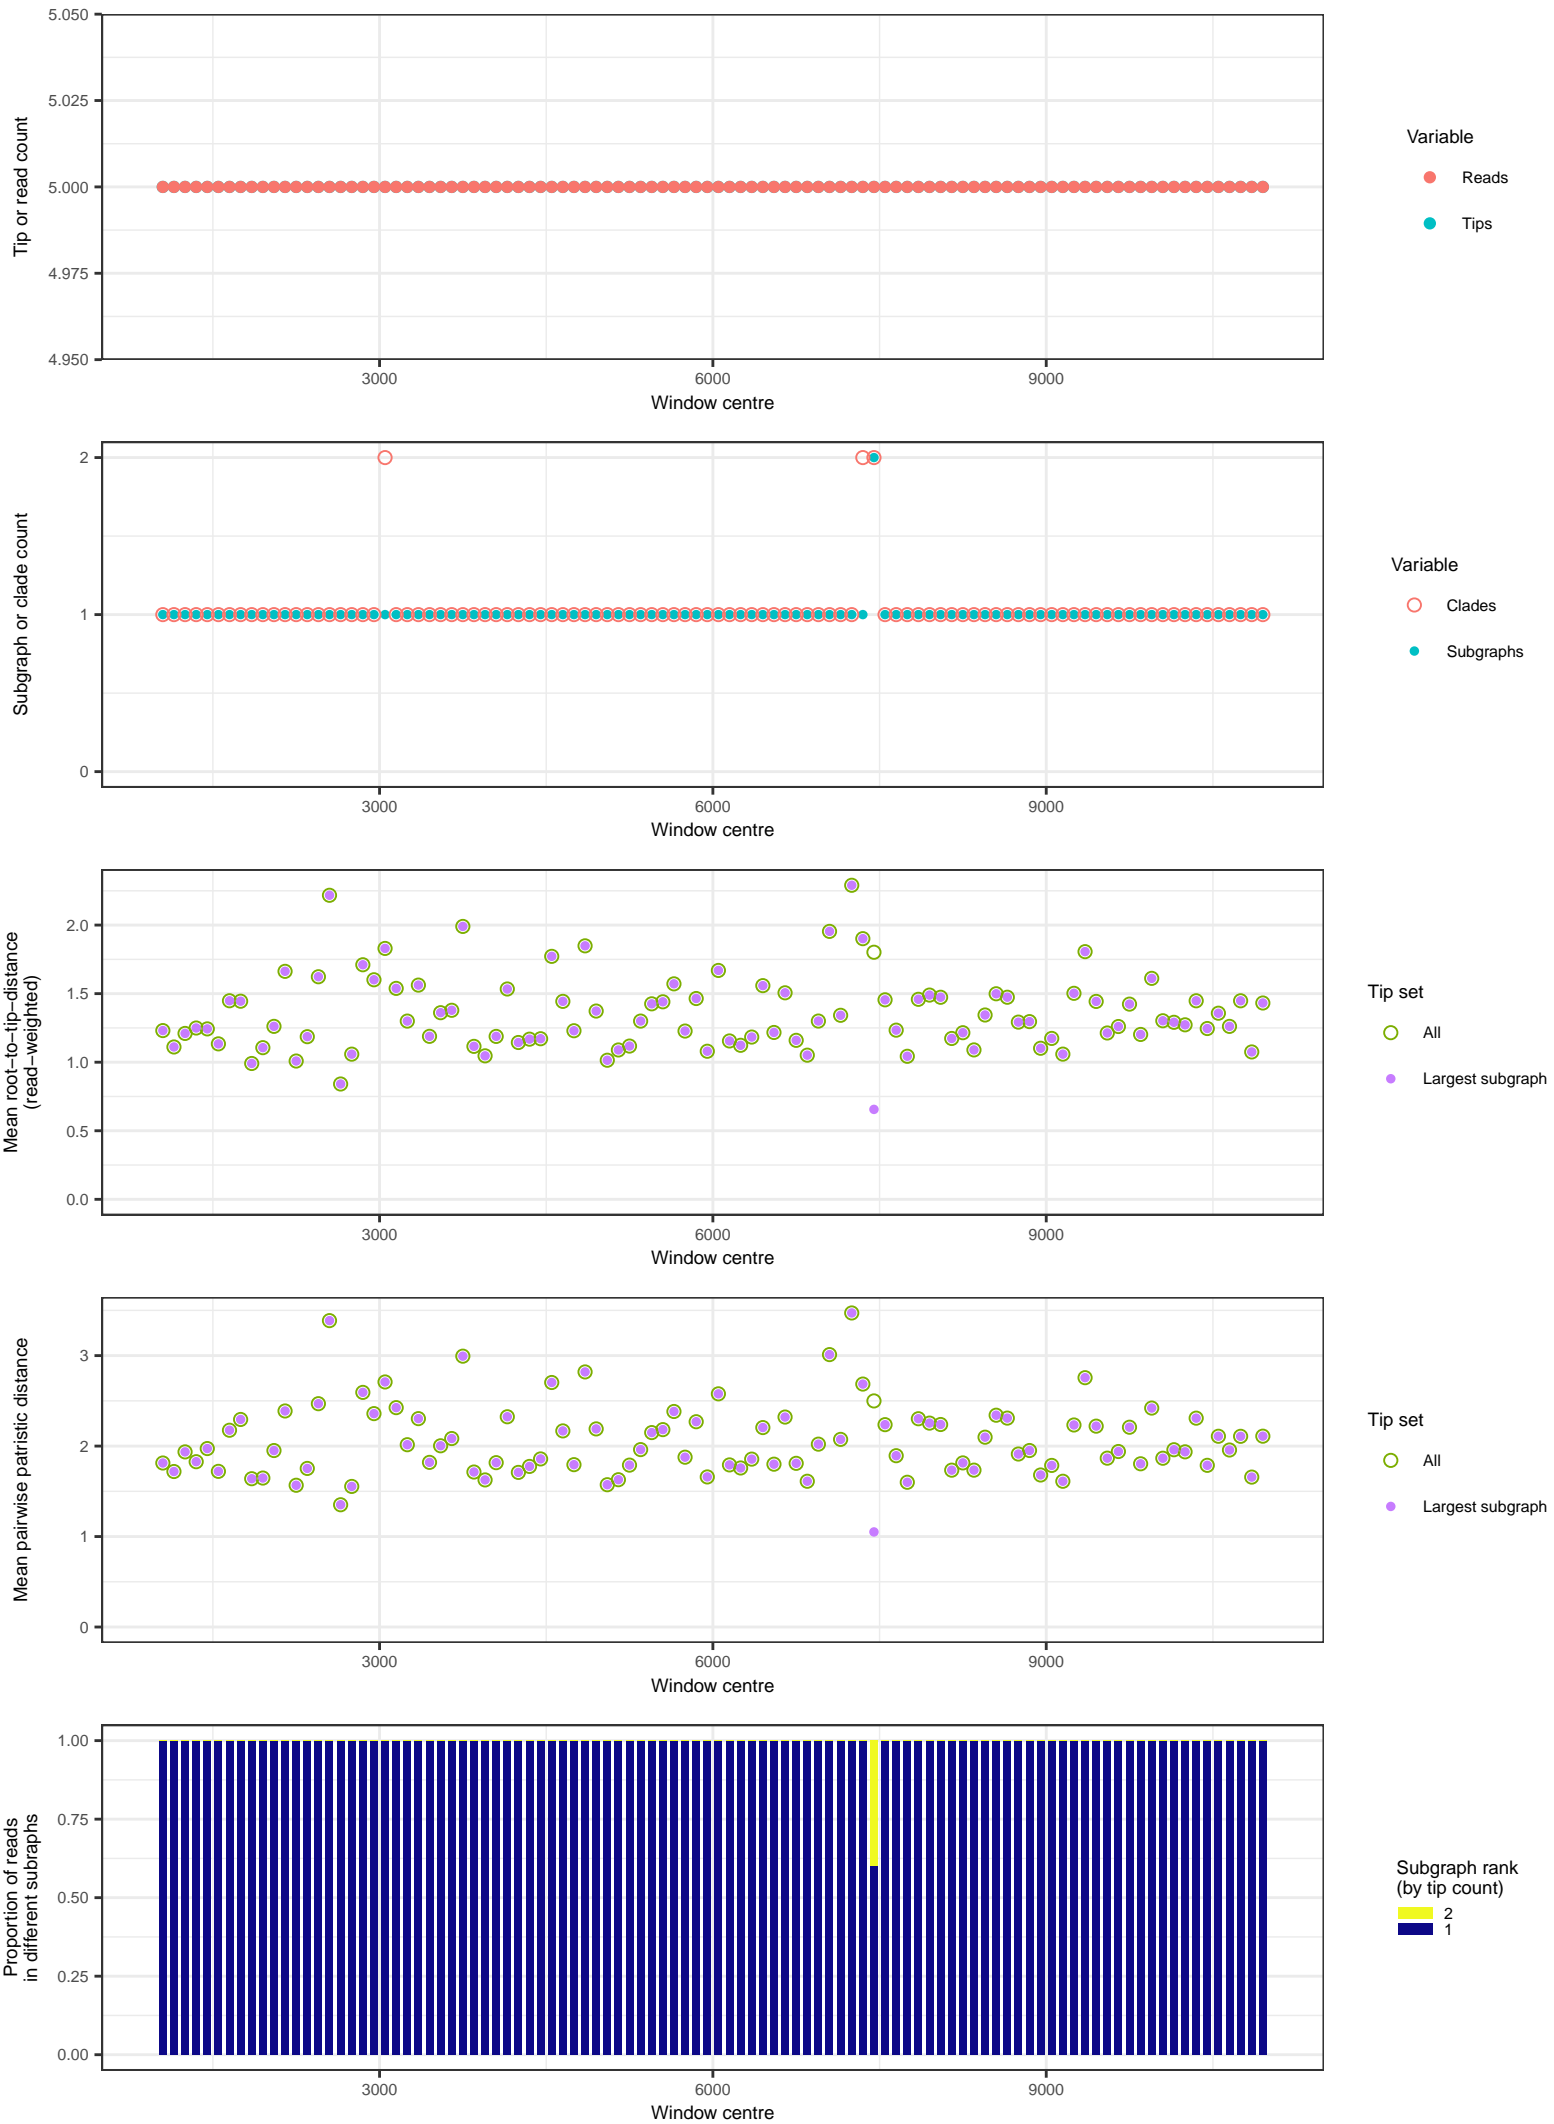 5.050
5.025
5.000
4.975
4.950
Tip or read count
3000 6000 9000
Window centre
Variable
Reads
Tips
2
1
0
Subgraph or clade count
3000 6000 9000
Window centre
Variable
Clades
Subgraphs
2.0
1.5
1.0
0.5
0.0
Mean root−to−tip−distance
(read−weighted)
3000 6000 9000
Window centre
Tip set
All
Largest subgraph
3
2
1
0
Mean pairwise patristic distance
3000 6000 9000
Window centre
Tip set
All
Largest subgraph
1.00
0.75
0.50
0.25
0.00
Proportion of reads
in different subraphs
3000 6000 9000
Window centre
Subgraph rank
(by tip count)
2
1